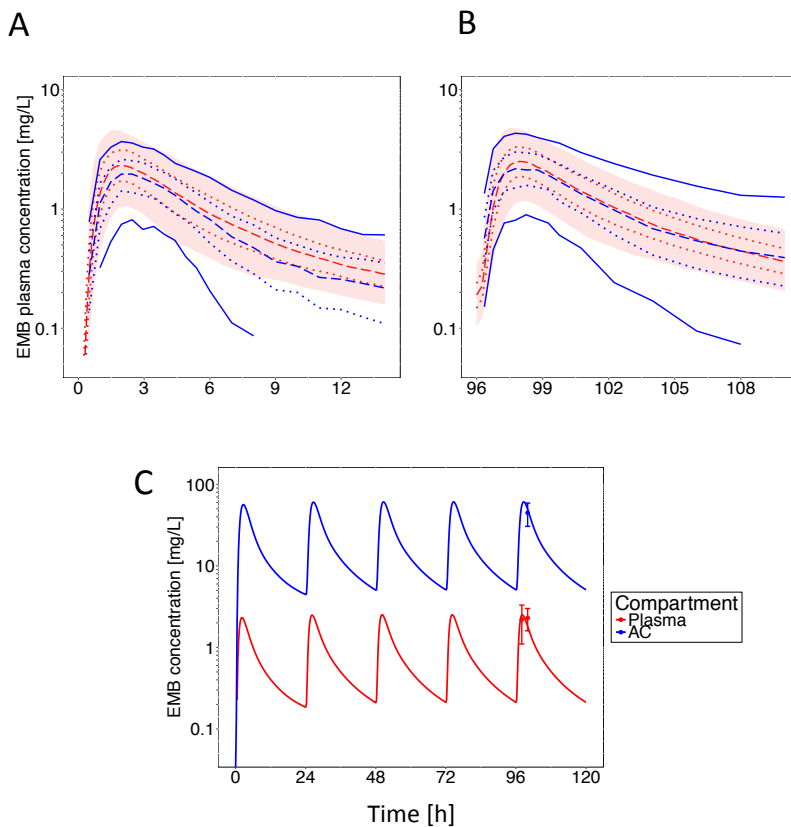 A
B
EMB plasma concentration [mg/L]
10
1
0.1
0 3 6 9 12
10
1
0.1
96 99 102 105 108
C
EMB concentration [mg/L]
100
10
1
0.1
0 24 48 72 96 120
Time [h]
Compartment
Plasma
AC